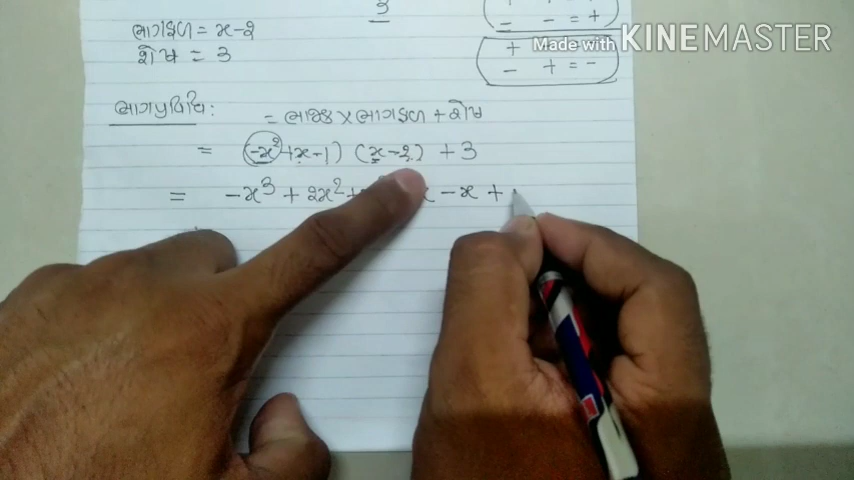 3
- - = +
ભાગફળ = x-2
શેષ = 3
+
- + = -
Made with KINEMASTER
ભાગપ્રવિધિ:
= ભાજક × ભાગફળ + શેષ
= (-x²+x-1) (x-2) + 3
= -x³ + 2x² + - x +